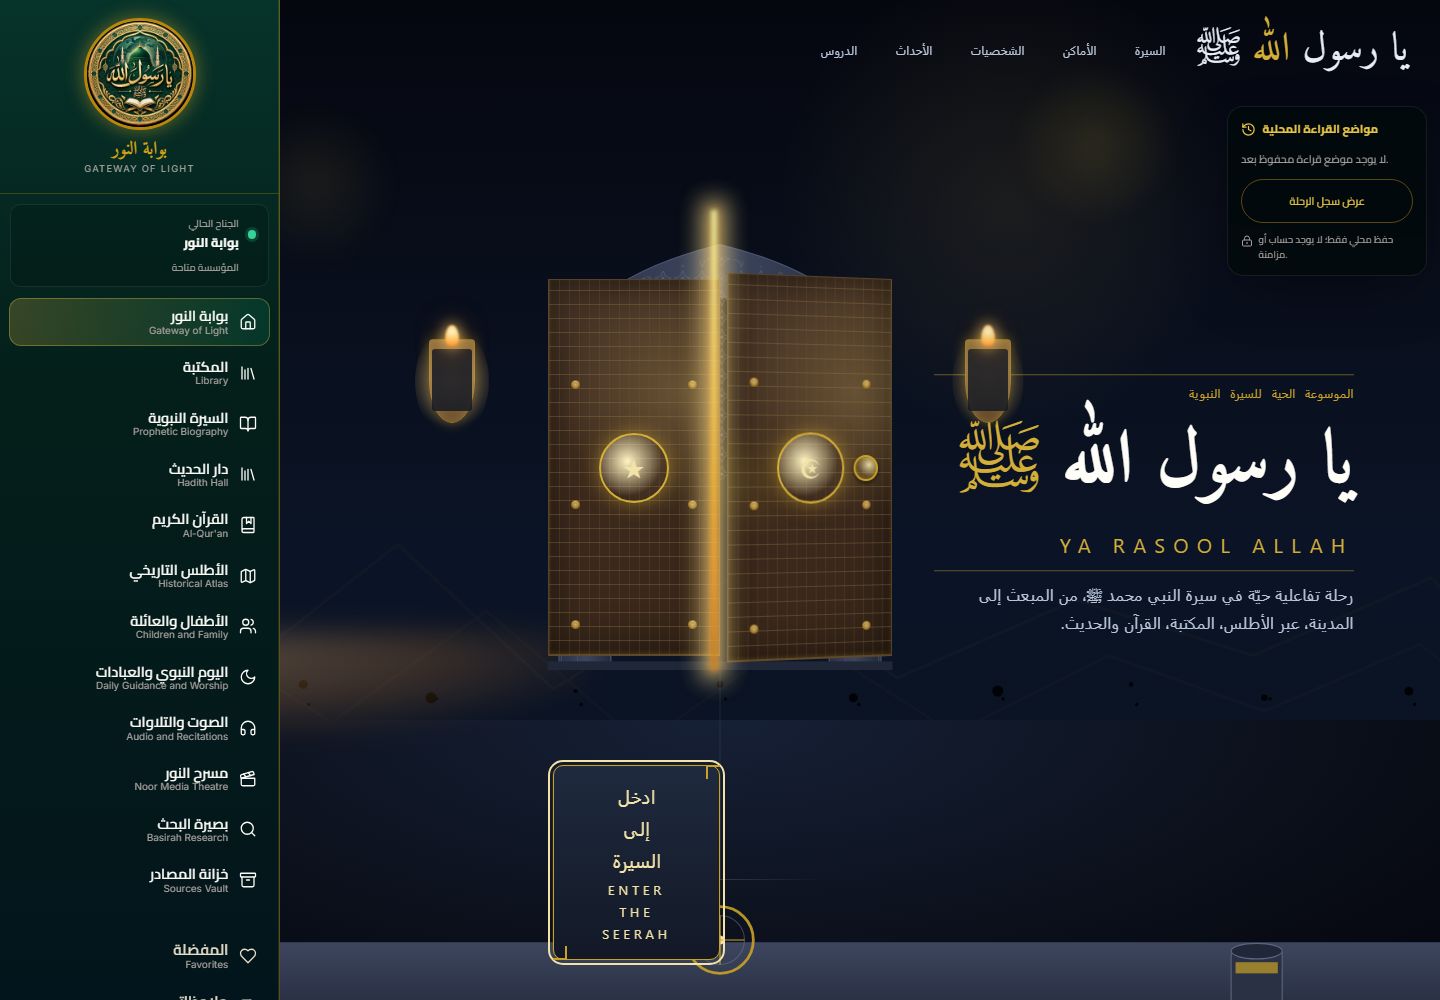 يا رسول الله ﷺ
السيرة
الأماكن
الشخصيات
الأحداث
الدروس
يا رسول الله
بوابة النور
GATEWAY OF LIGHT
الجناح الحالي
بوابة النور
المؤسسة متاحة
بوابة النور
Gateway of Light
المكتبة
Library
السيرة النبوية
Prophetic Biography
دار الحديث
Hadith Hall
القرآن الكريم
Al-Qur'an
الأطلس التاريخي
Historical Atlas
الأطفال والعائلة
Children and Family
اليوم النبوي والعبادات
Daily Guidance and Worship
الصوت والتلاوات
Audio and Recitations
مسرح النور
Noor Media Theatre
بصيرة البحث
Basirah Research
خزانة المصادر
Sources Vault
المفضلة
Favorites
مواضع القراءة المحلية
لا يوجد موضع قراءة محفوظ بعد.
عرض سجل الرحلة
حفظ محلي فقط؛ لا يوجد حساب أو
مزامنة.
الموسوعة الحية للسيرة النبوية
يا رسول الله ﷺ
YA RASOOL ALLAH
رحلة تفاعلية حيّة في سيرة النبي محمد ﷺ، من المبعث إلى
المدينة، عبر الأطلس، المكتبة، القرآن والحديث.
ادخل
إلى
السيرة
ENTER
THE
SEERAH